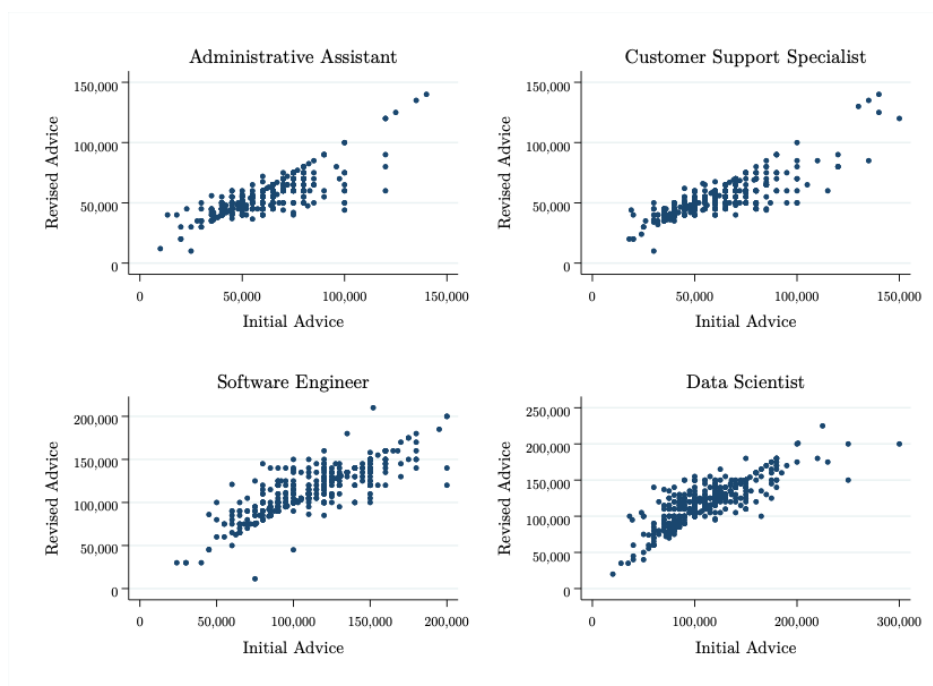 Administrative Assistant
Revised Advice
150,000
100,000
50,000
0
0 50,000 100,000 150,000
Initial Advice
Customer Support Specialist
Revised Advice
150,000
100,000
50,000
0
0 50,000 100,000 150,000
Initial Advice
Software Engineer
Revised Advice
200,000
150,000
100,000
50,000
0
0 50,000 100,000 150,000 200,000
Initial Advice
Data Scientist
Revised Advice
250,000
200,000
150,000
100,000
50,000
0
0 100,000 200,000 300,000
Initial Advice